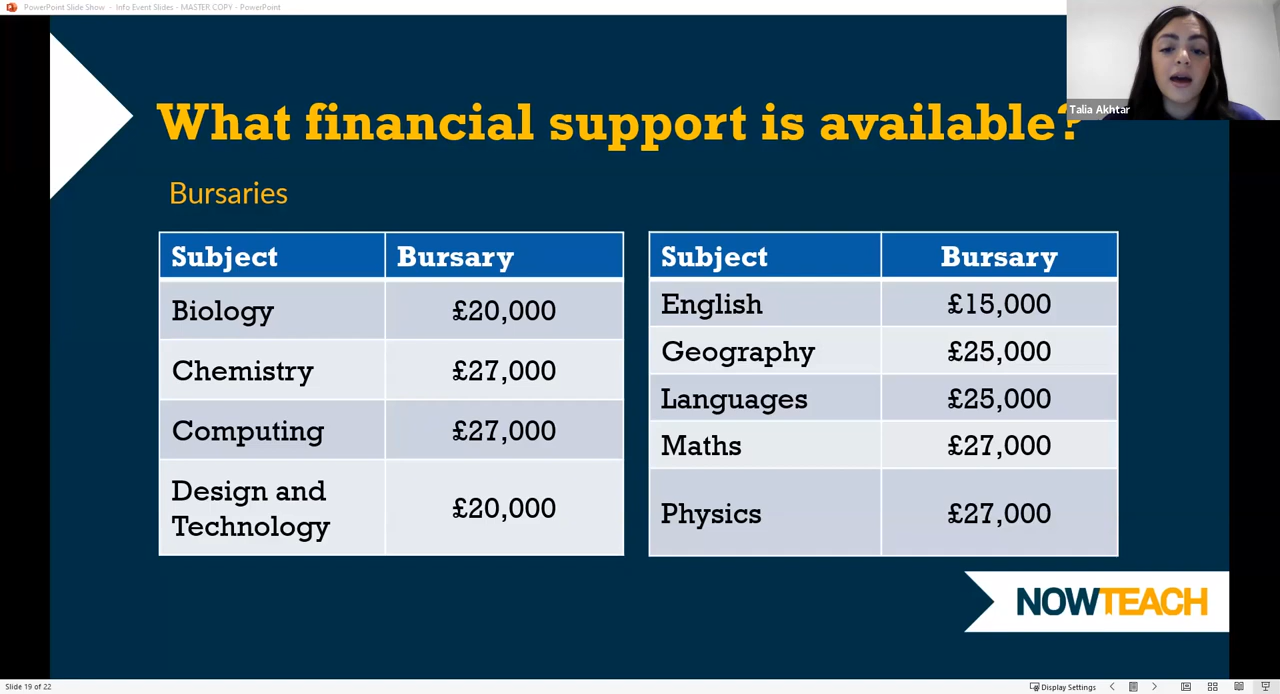 PowerPoint Slide Show - Info Event Slides - MASTER COPY - PowerPoint
Talia Akhtar
What financial support is available?
Bursaries
Subject Bursary
Biology £20,000
Chemistry £27,000
Computing £27,000
Design and
Technology £20,000
Subject Bursary
English £15,000
Geography £25,000
Languages £25,000
Maths £27,000
Physics £27,000
NOWTEACH
Slide 19 of 22
Display Settings